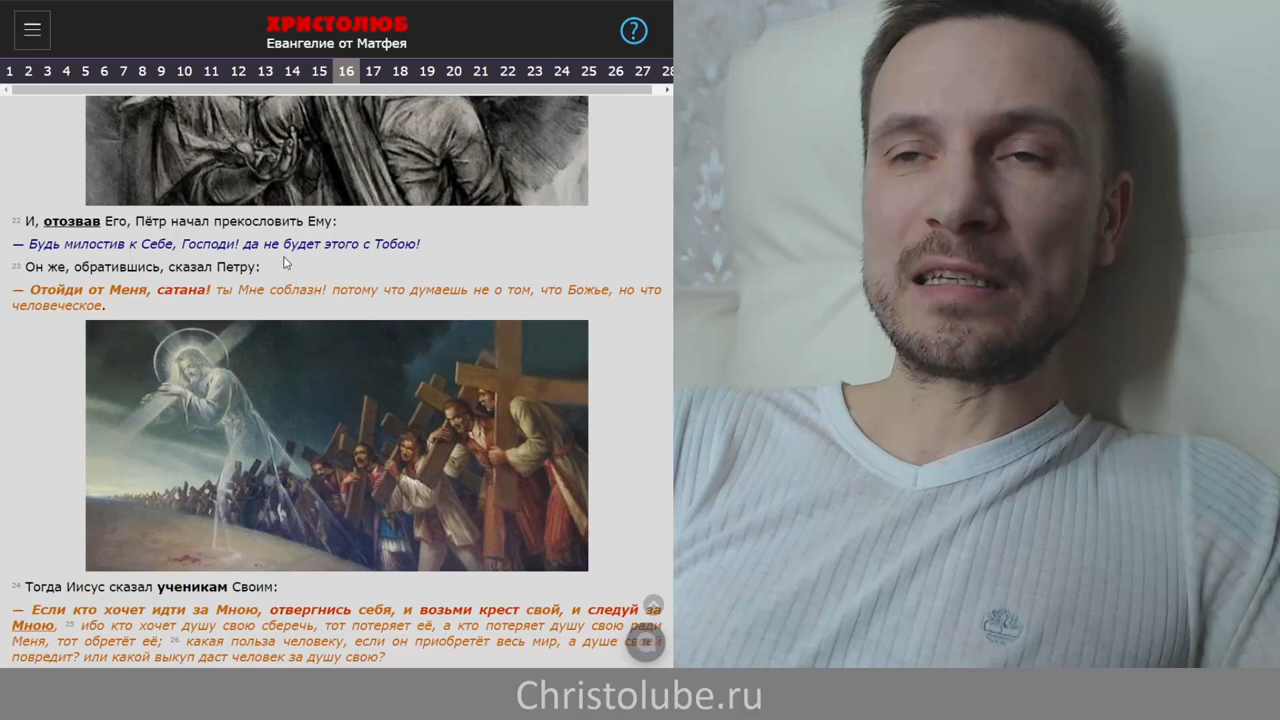 ХРИСТОЛЮБ
Евангелие от Матфея
?
1 2 3 4 5 6 7 8 9 10 11 12 13 14 15 16 17 18 19 20 21 22 23 24 25 26 27 28
22 И, отозвав Его, Пётр начал прекословить Ему:
— Будь милостив к Себе, Господи! да не будет этого с Тобою!
23 Он же, обратившись, сказал Петру:
— Отойди от Меня, сатана! ты Мне соблазн! потому что думаешь не о том, что Божье, но что
человеческое.
24 Тогда Иисус сказал ученикам Своим:
— Если кто хочет идти за Мною, отвергнись себя, и возьми крест свой, и следуй за
Мною, 25 ибо кто хочет душу свою сберечь, тот потеряет её, а кто потеряет душу свою ради
Меня, тот обретёт её; 26 какая польза человеку, если он приобретёт весь мир, а душе своей
повредит? или какой выкуп даст человек за душу свою?
Christolube.ru